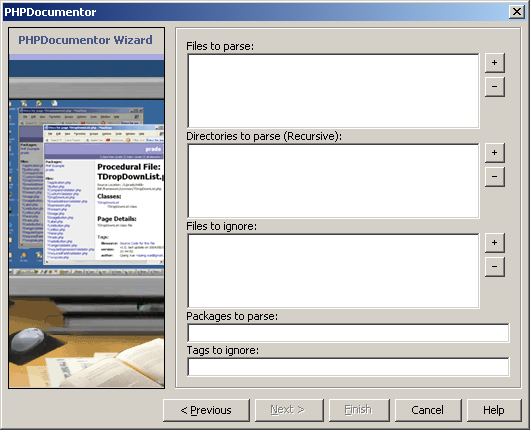 PHPDocumentor
PHPDocumentor Wizard
Files to parse:
+
−
Directories to parse (Recursive):
+
−
Files to ignore:
+
−
Packages to parse:
Tags to ignore:
prado
Procedural File:
TDropDownList.p
Classes:
Page Details:
Tags:
< Previous
Next >
Finish
Cancel
Help